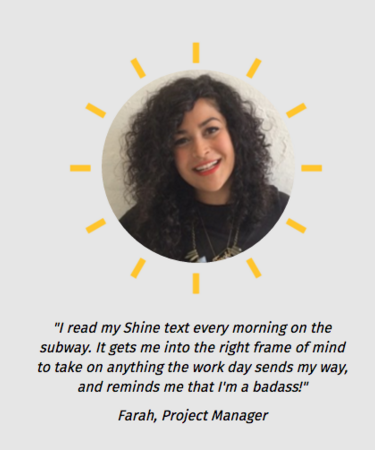 "I read my Shine text every morning on the
subway. It gets me into the right frame of mind
to take on anything the work day sends my way,
and reminds me that I'm a badass!"
Farah, Project Manager